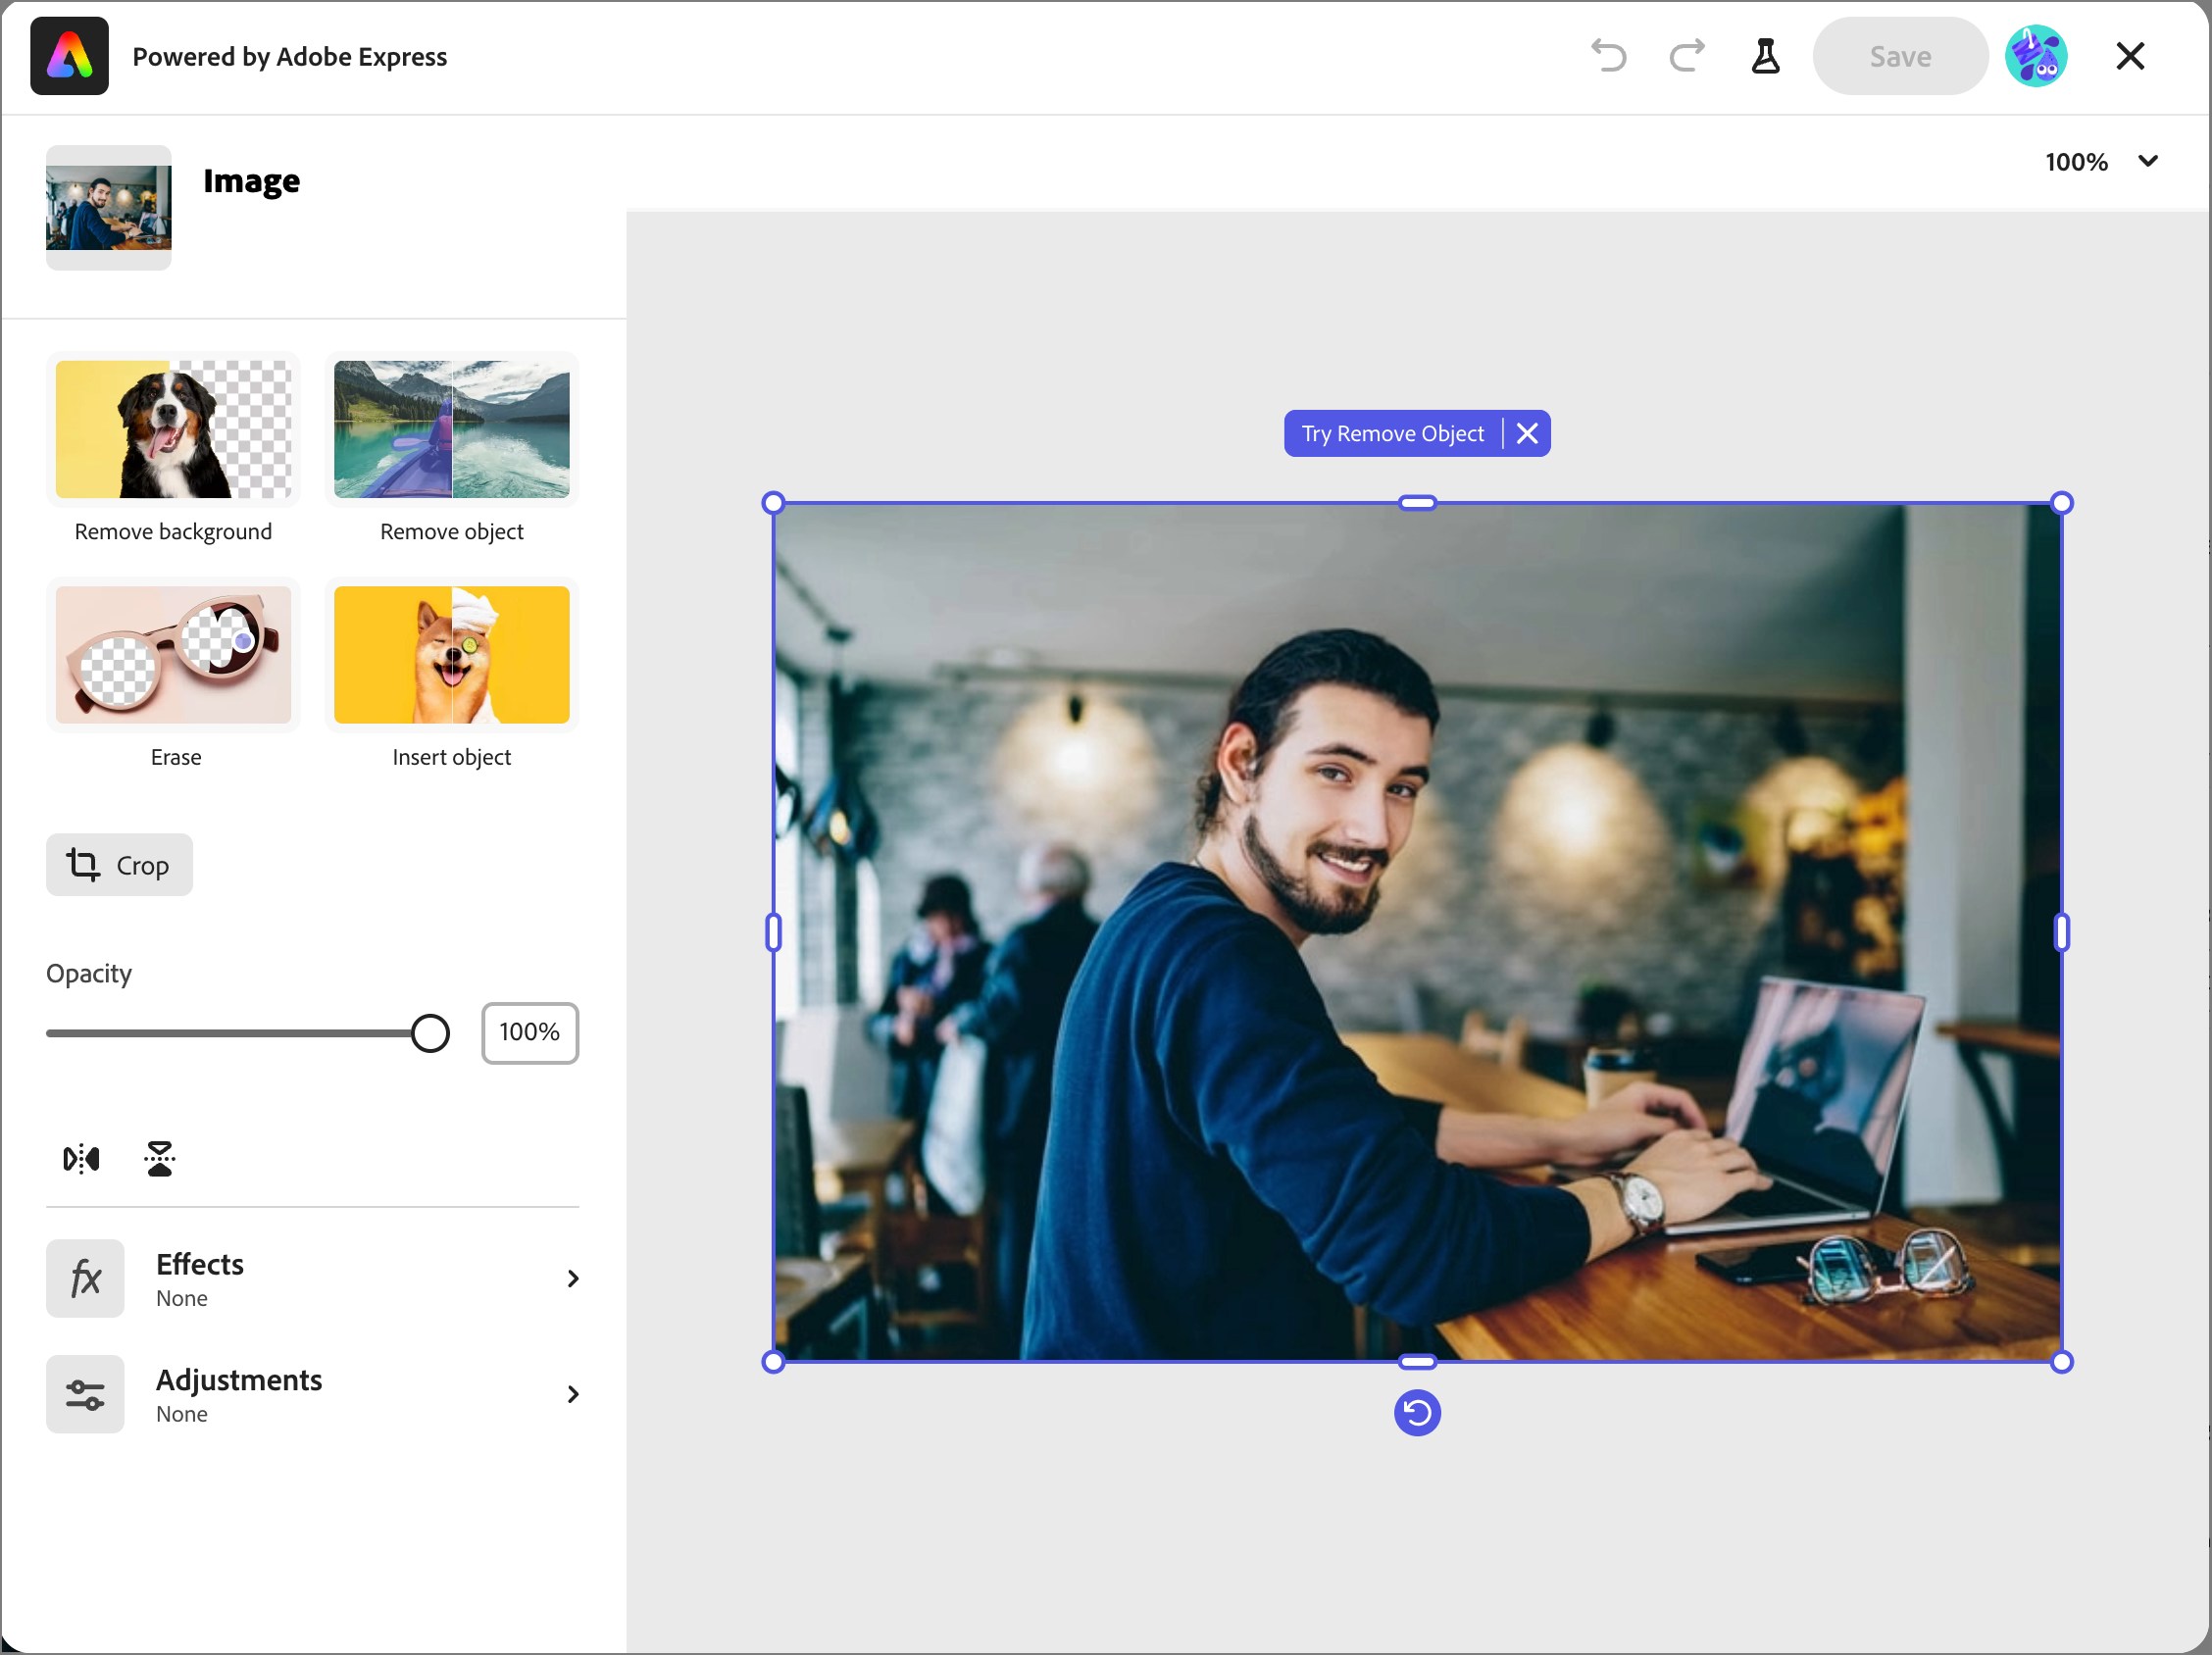 Powered by Adobe Express
Save
Image
100%
Try Remove Object
Remove background
Remove object
Erase
Insert object
Crop
Opacity
100%
fx
Effects
None
Adjustments
None